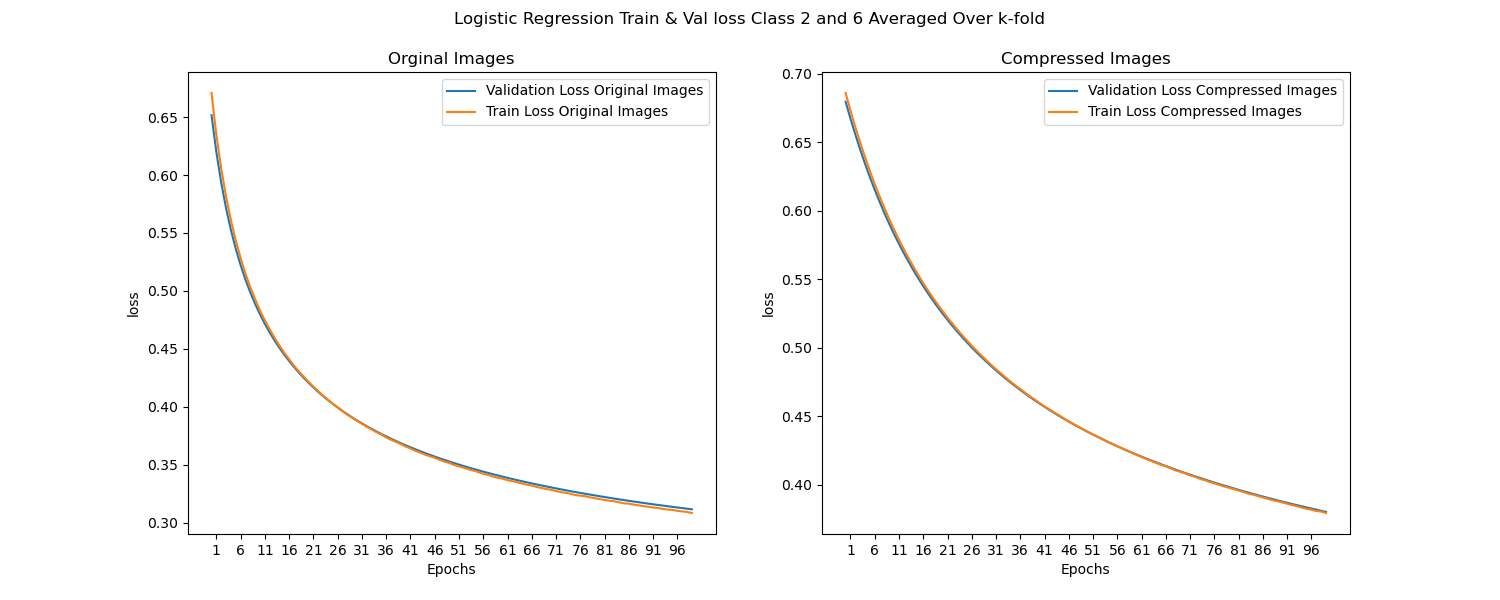 Logistic Regression Train & Val loss Class 2 and 6 Averaged Over k-fold
Orginal Images
Validation Loss Original Images
Train Loss Original Images
loss
0.65
0.60
0.55
0.50
0.45
0.40
0.35
0.30
1 6 11 16 21 26 31 36 41 46 51 56 61 66 71 76 81 86 91 96
Epochs
Compressed Images
Validation Loss Compressed Images
Train Loss Compressed Images
loss
0.70
0.65
0.60
0.55
0.50
0.45
0.40
1 6 11 16 21 26 31 36 41 46 51 56 61 66 71 76 81 86 91 96
Epochs